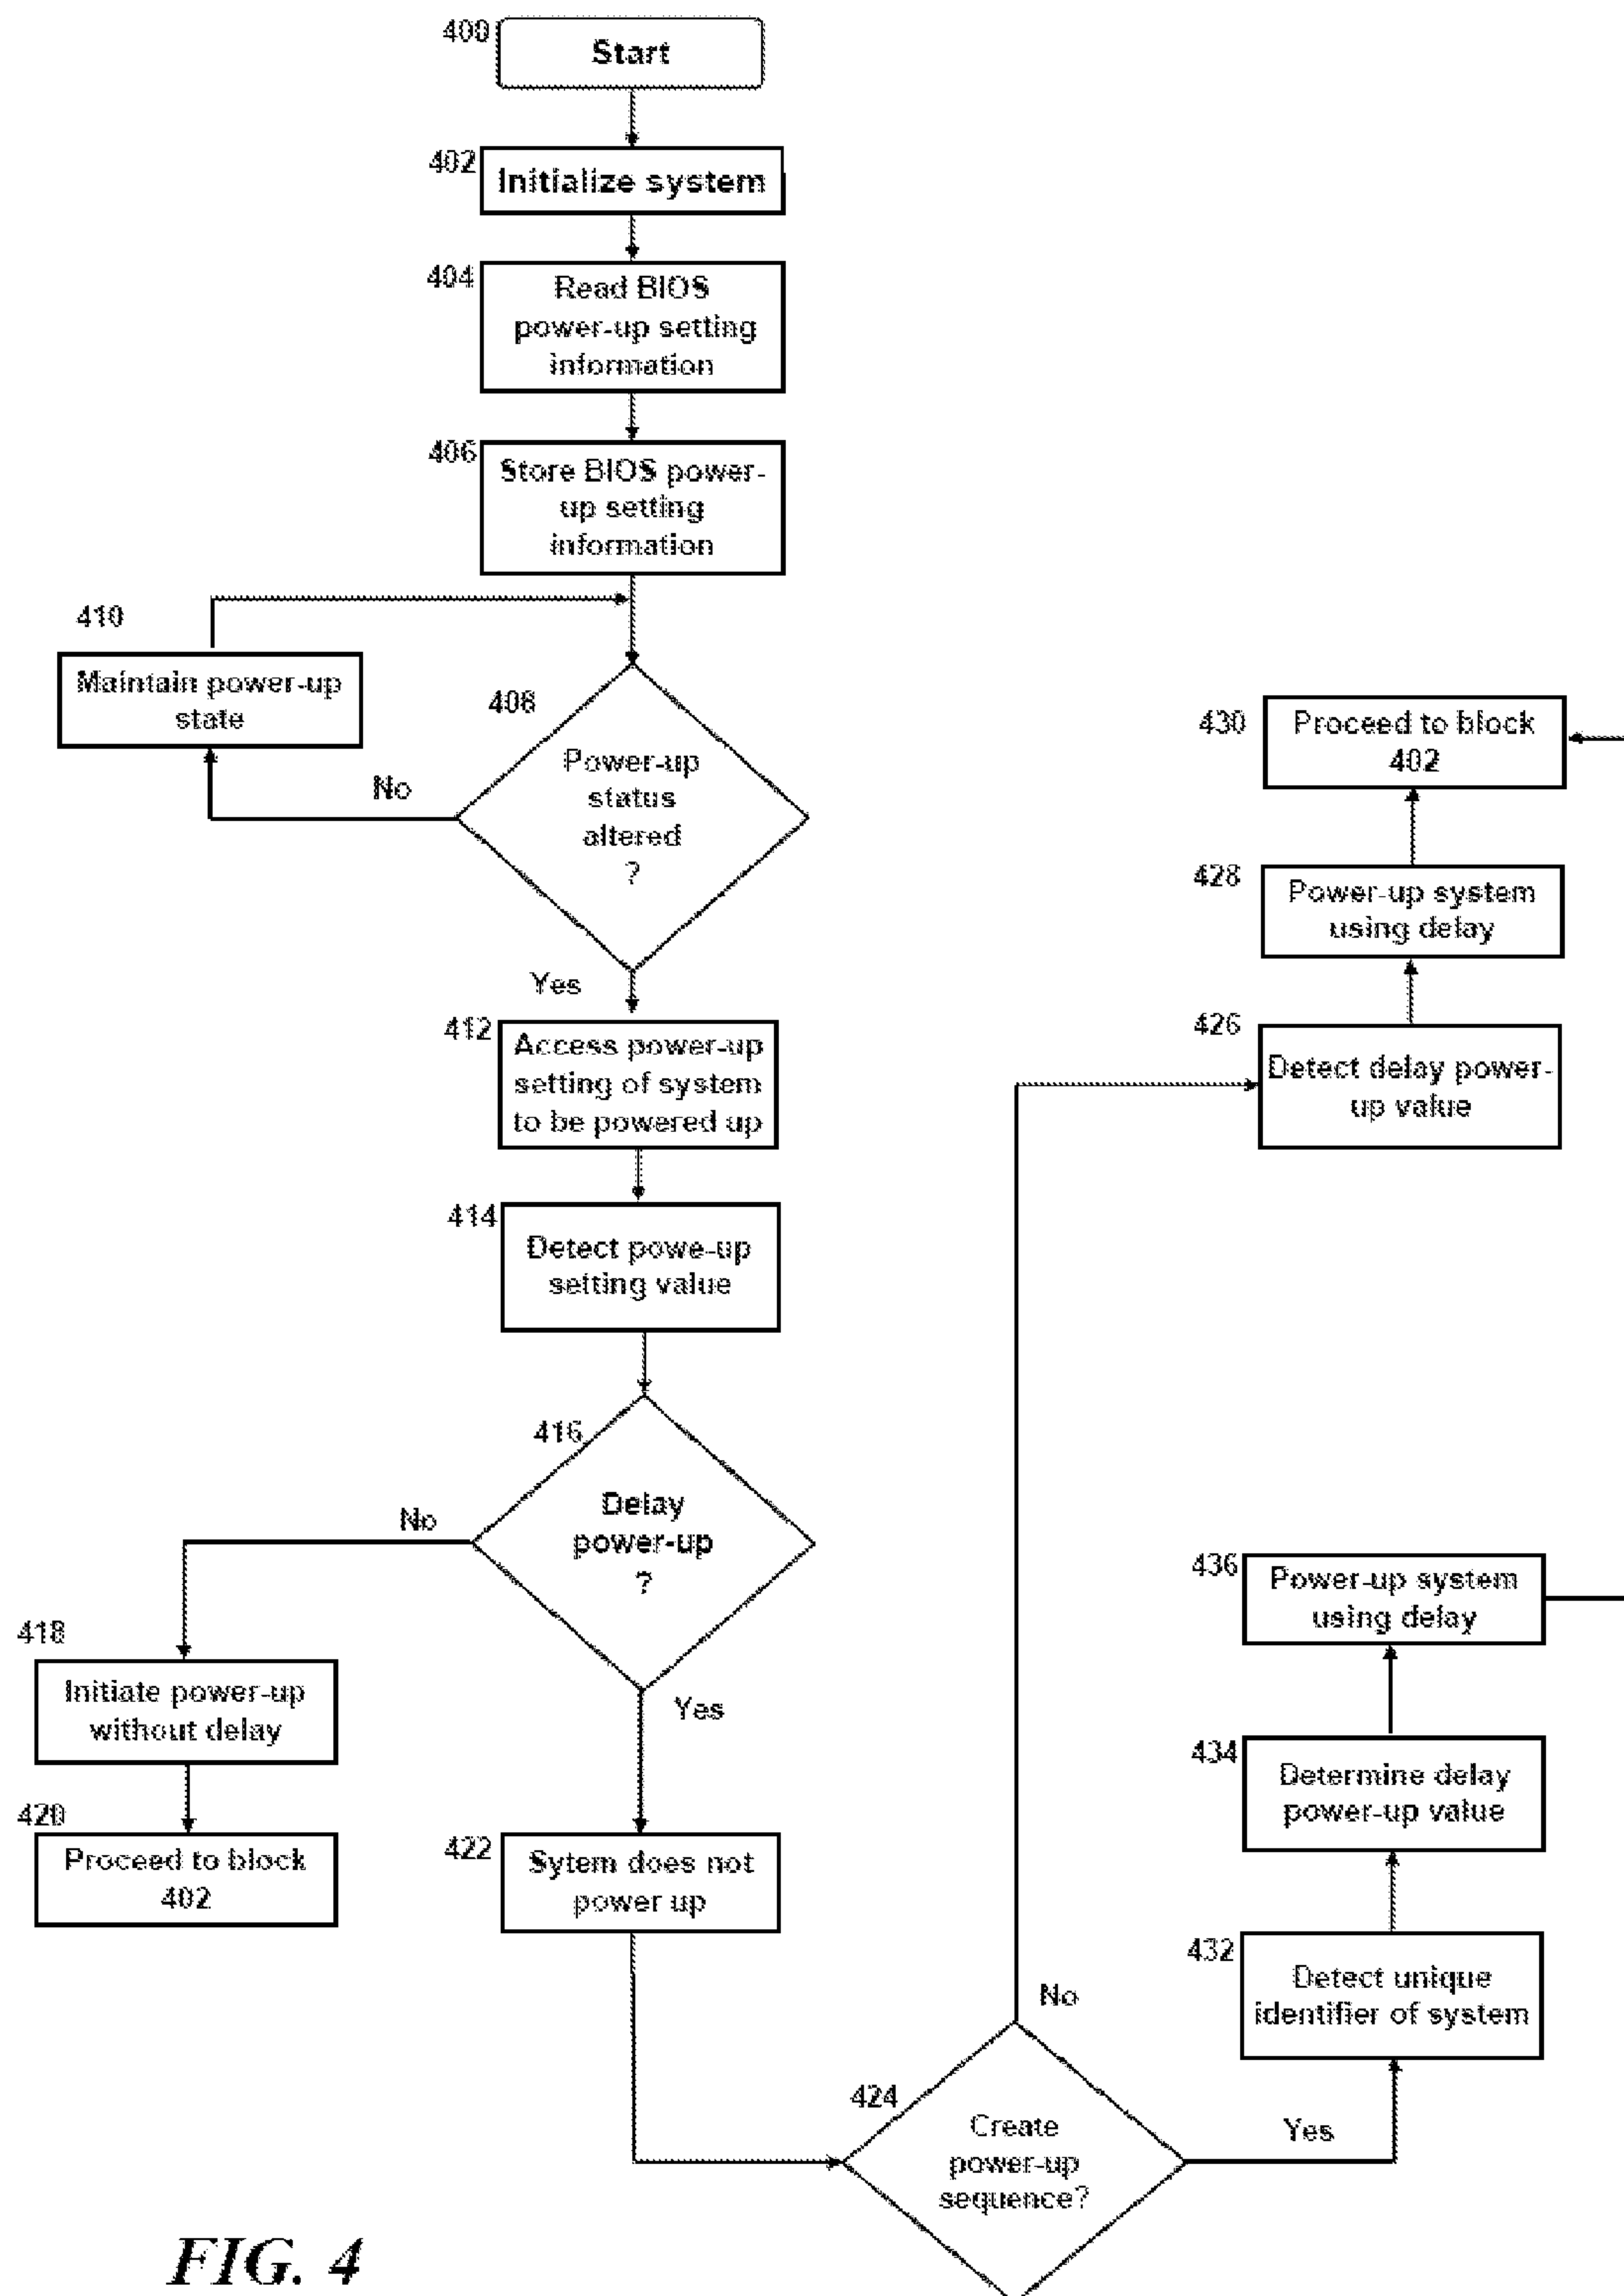 400
Start
402
Initialize system
404
Read BIOS
power-up setting
information
406
Store BIOS power-
up setting
information
410
Maintain power-up
state
408
Power-up
status
altered
?
No
Yes
412
Access power-up
setting of system
to be powered up
414
Detect powe-up
setting value
416
Delay
power-up
?
No
Yes
418
Initiate power-up
without delay
420
Proceed to block
402
422
Sytem does not
power up
424
Create
power-up
sequence?
No
Yes
430
Proceed to block
402
428
Power-up system
using delay
426
Detect delay power-
up value
436
Power-up system
using delay
434
Determine delay
power-up value
432
Detect unique
identifier of system
FIG. 4